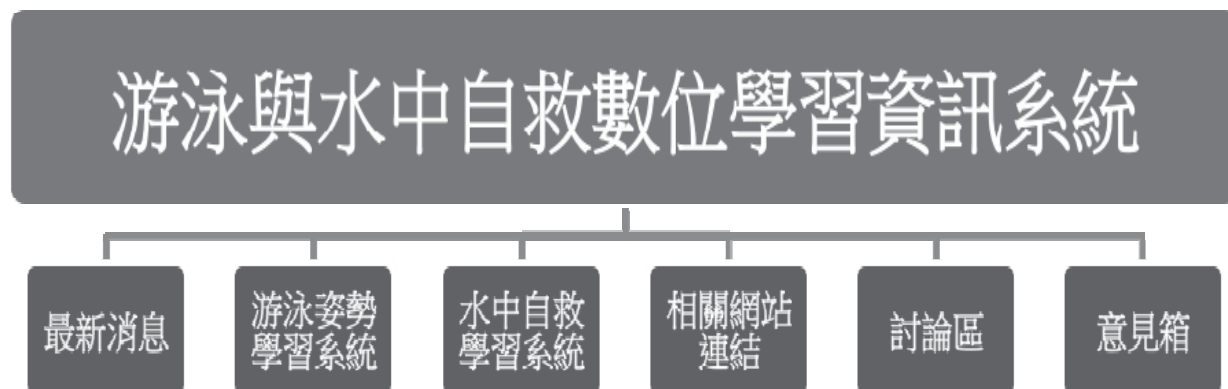 游泳與水中自救數位學習資訊系統
最新消息
游泳姿勢
學習系統
水中自救
學習系統
相關網站
連結
討論區
意見箱